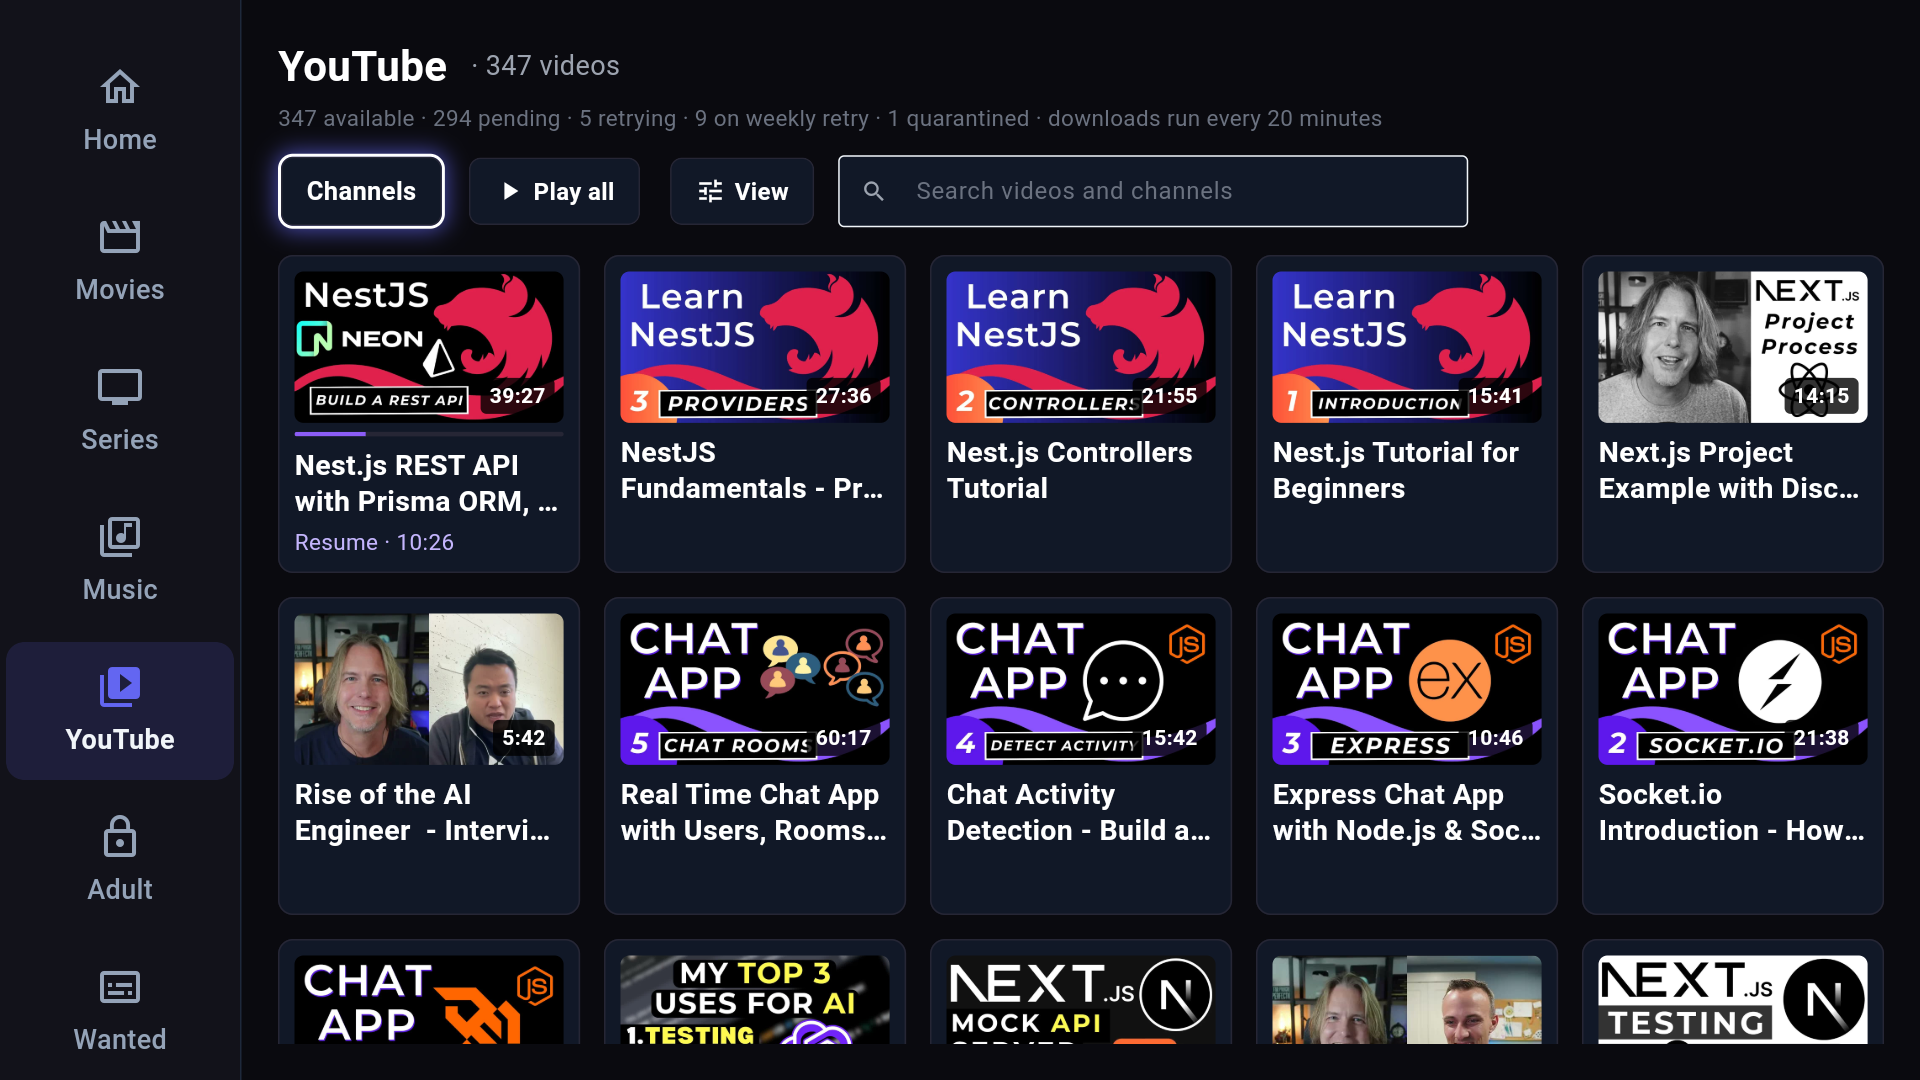 YouTube · 347 videos
347 available · 294 pending · 5 retrying · 9 on weekly retry · 1 quarantined · downloads run every 20 minutes
Channels
Play all
View
Search videos and channels
Home
Movies
Series
Music
YouTube
Adult
Wanted
NestJS
NEON
BUILD A REST API
39:27
Nest.js REST API
with Prisma ORM, ...
Resume · 10:26
Learn
NestJS
3 PROVIDERS
27:36
NestJS
Fundamentals - Pr...
Learn
NestJS
2 CONTROLLERS
21:55
Nest.js Controllers
Tutorial
Learn
NestJS
1 INTRODUCTION
15:41
Nest.js Tutorial for
Beginners
NEXT.JS
Project
Process
14:15
Next.js Project
Example with Disc...
5:42
Rise of the AI
Engineer - Intervi...
CHAT
APP
5 CHAT ROOMS
60:17
Real Time Chat App
with Users, Rooms...
CHAT
JS
APP
4 DETECT ACTIVITY
15:42
Chat Activity
Detection - Build a...
CHAT
JS
APP
ex
3 EXPRESS
10:46
Express Chat App
with Node.js & Soc...
CHAT
JS
APP
2 SOCKET.IO
21:38
Socket.io
Introduction - How...
CHAT
JS
APP
MY TOP 3
USES FOR AI
1.TESTING
NEXT.JS
N
MOCK API
SERVER
NEXT.JS
N
TESTING